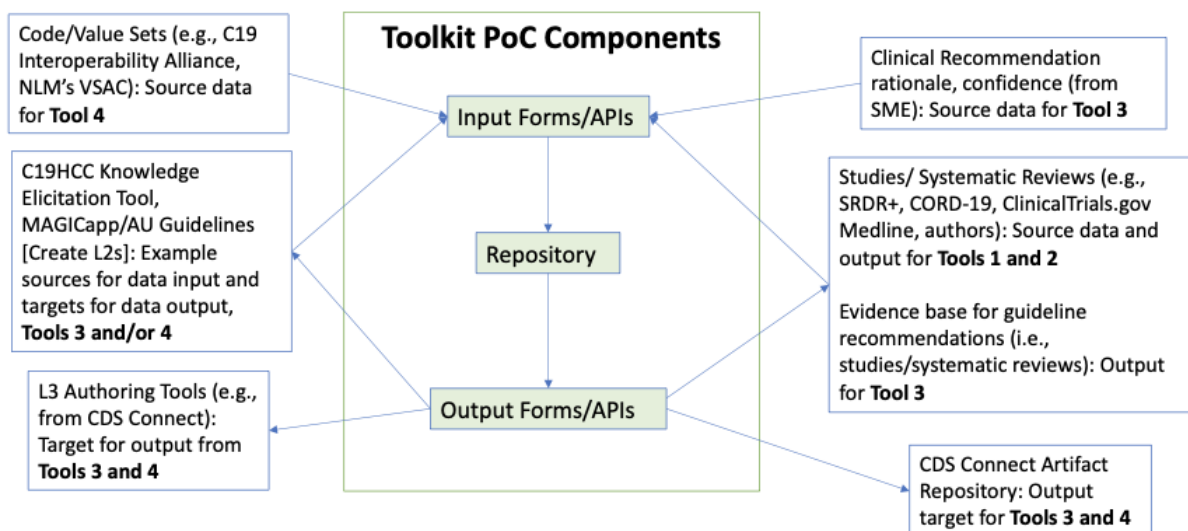 Toolkit PoC Components
Code/Value Sets (e.g., C19
Interoperability Alliance,
NLM's VSAC): Source data
for Tool 4
Clinical Recommendation
rationale, confidence (from
SME): Source data for Tool 3
Input Forms/APIs
C19HCC Knowledge
Elicitation Tool,
MAGICapp/AU Guidelines
[Create L2s]: Example
sources for data input and
targets for data output,
Tools 3 and/or 4
Repository
Studies/ Systematic Reviews (e.g.,
SRDR+, CORD-19, ClinicalTrials.gov
Medline, authors): Source data and
output for Tools 1 and 2
Evidence base for guideline
recommendations (i.e.,
studies/systematic reviews): Output
for Tool 3
L3 Authoring Tools (e.g.,
from CDS Connect):
Target for output from
Tools 3 and 4
Output Forms/APIs
CDS Connect Artifact
Repository: Output
target for Tools 3 and 4